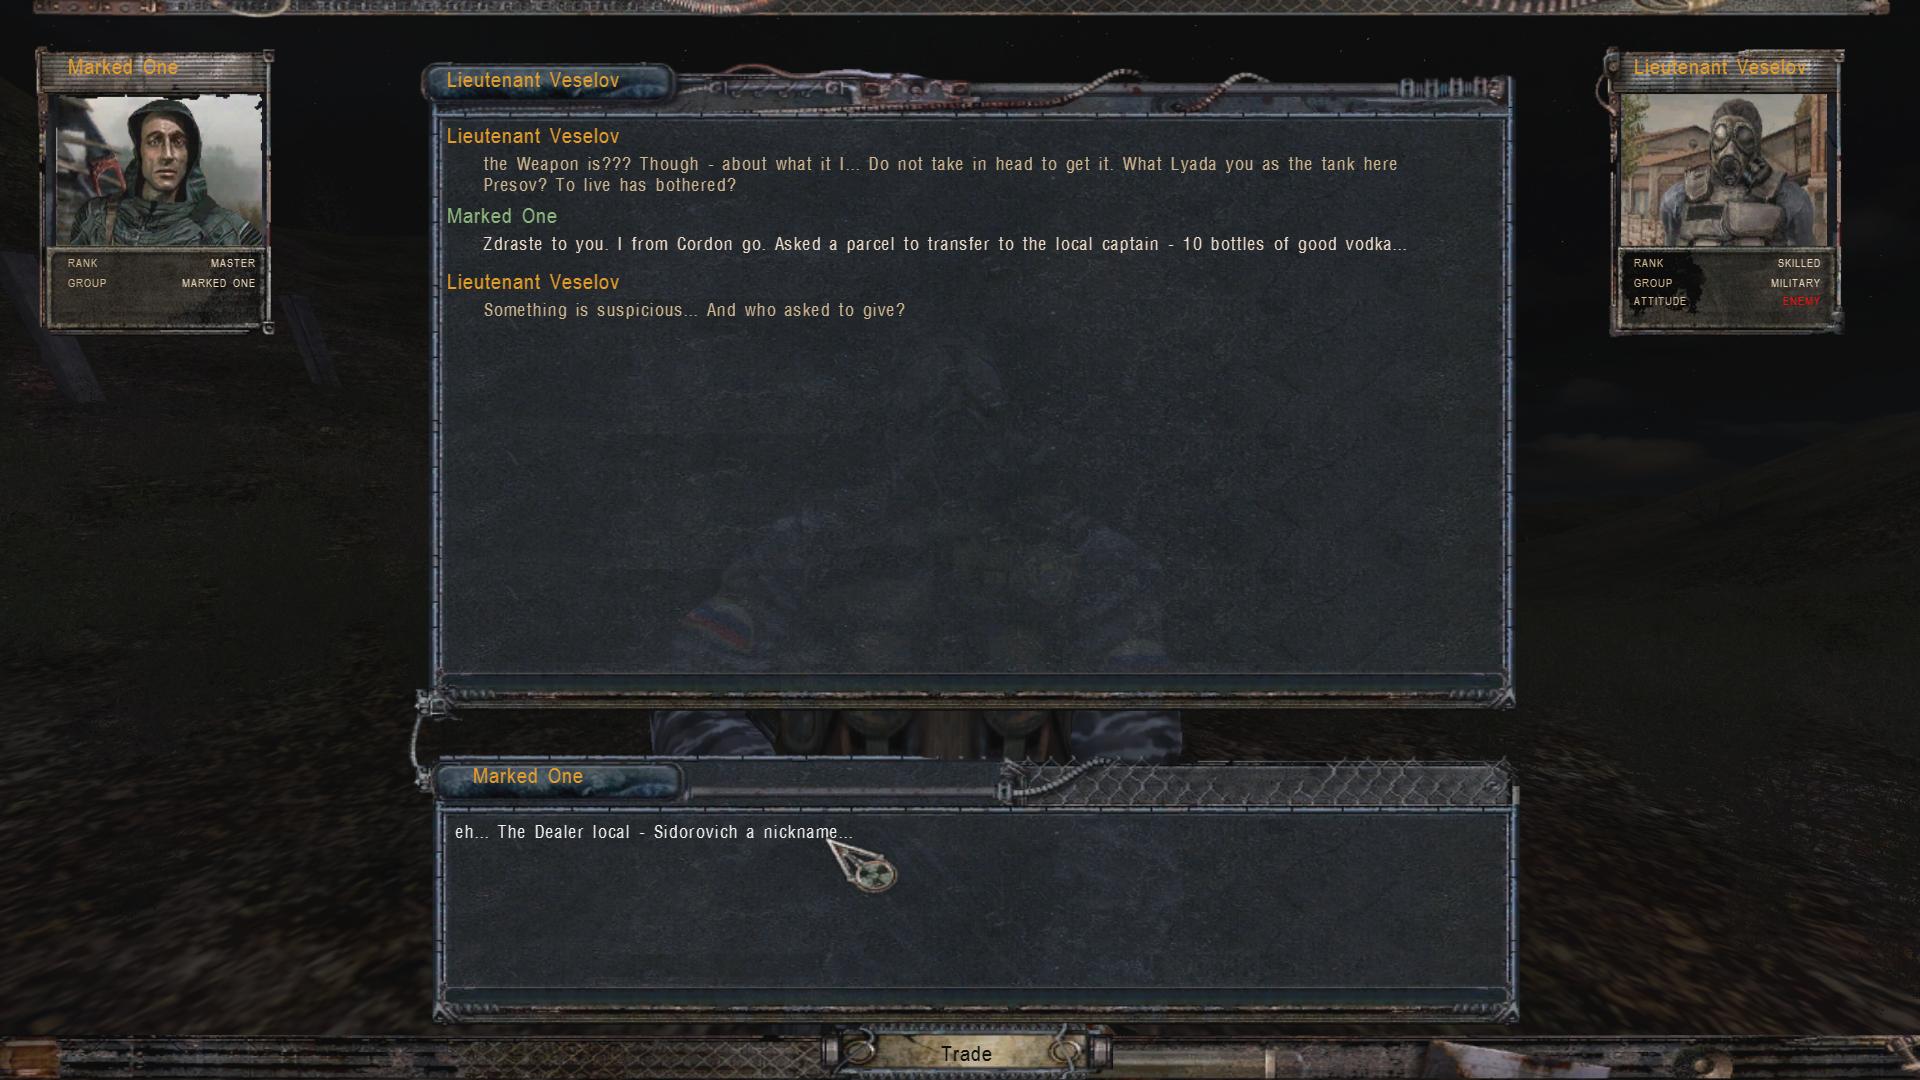 Marked One
RANK MASTER
GROUP MARKED ONE
Lieutenant Veselov
Lieutenant Veselov
the Weapon is??? Though - about what it I... Do not take in head to get it. What Lyada you as the tank here
Presov? To live has bothered?
Marked One
Zdraste to you. I from Cordon go. Asked a parcel to transfer to the local captain - 10 bottles of good vodka...
Lieutenant Veselov
Something is suspicious... And who asked to give?
Lieutenant Veselov
RANK SKILLED
GROUP MILITARY
ATTITUDE ENEMY
Marked One
eh... The Dealer local - Sidorovich a nickname...
Trade